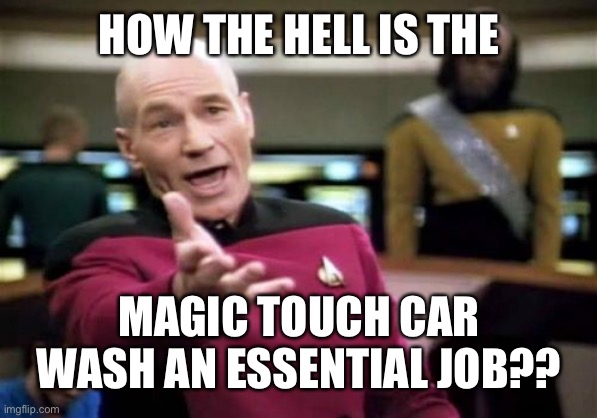 HOW THE HELL IS THE
MAGIC TOUCH CAR
WASH AN ESSENTIAL JOB??
imgflip.com